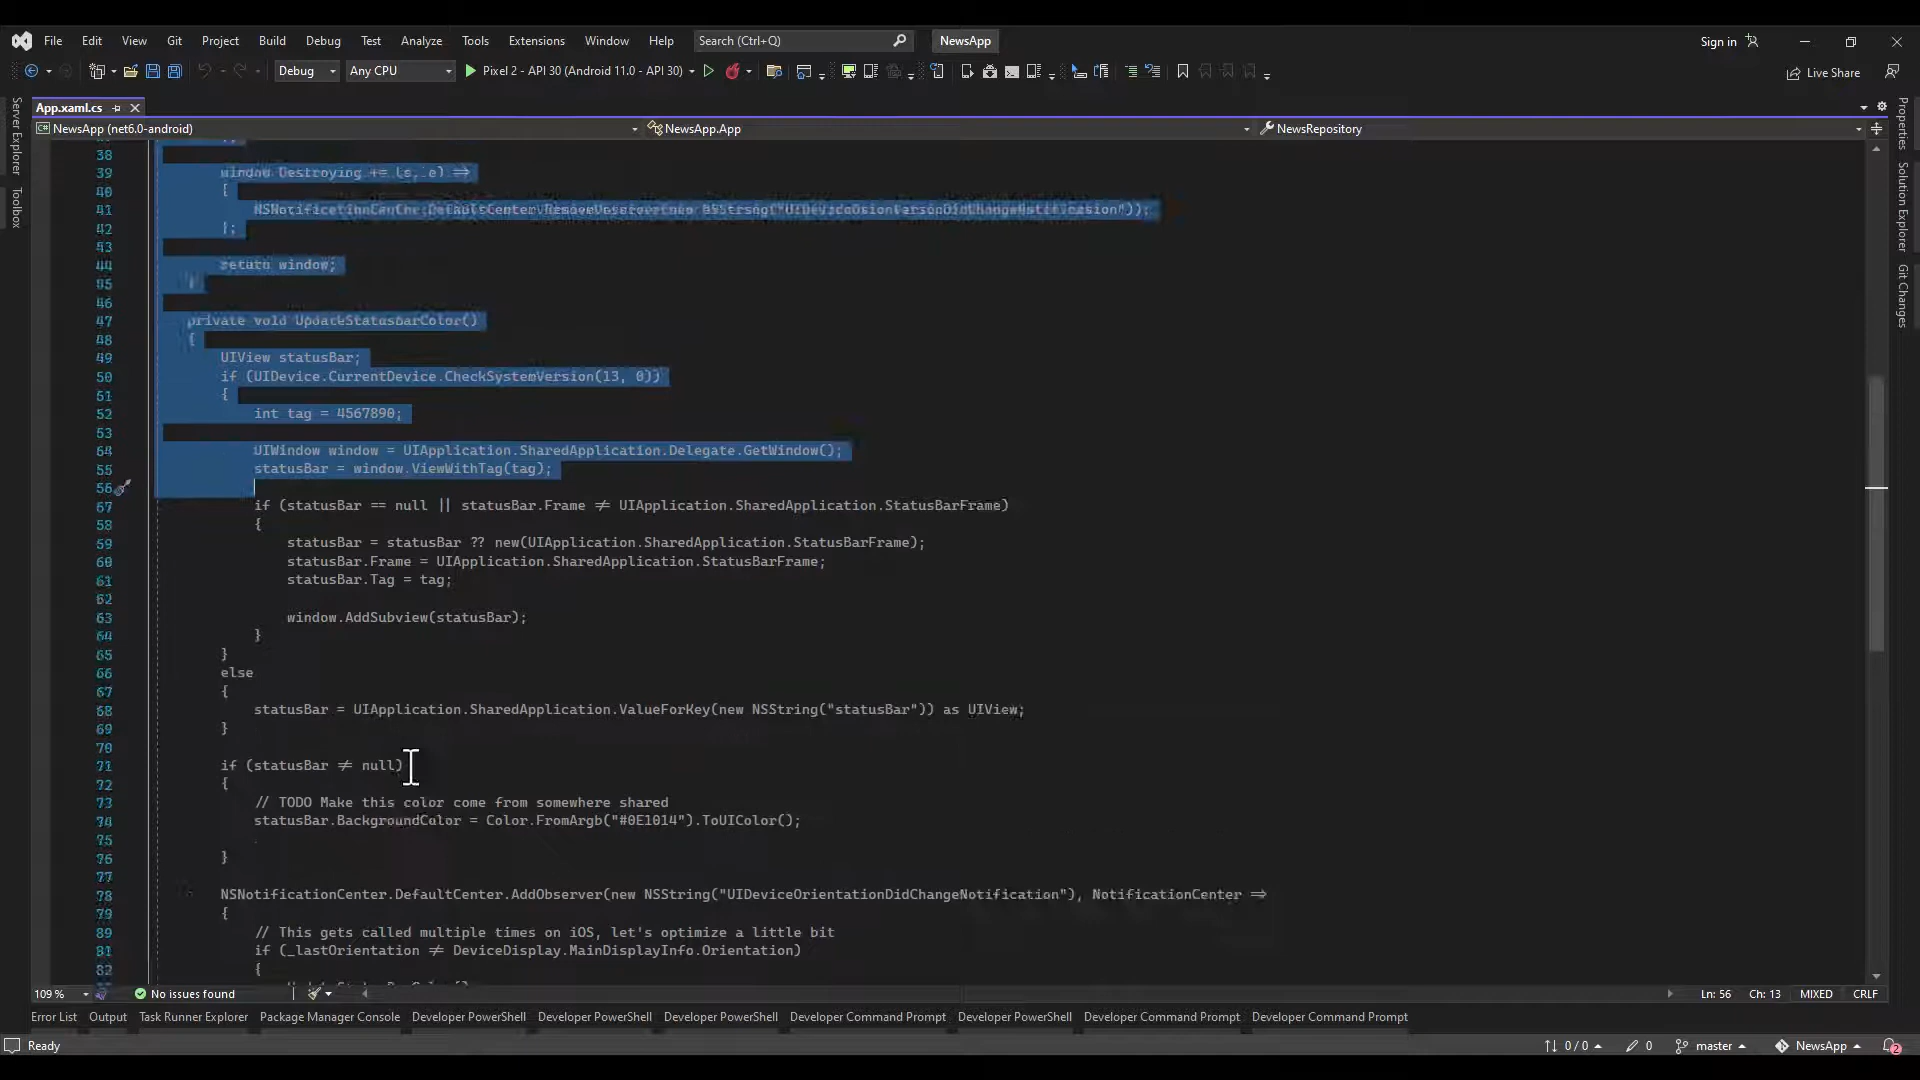 File Edit View Git Project Build Debug Test Analyze Tools Extensions Window Help Search (Ctrl+Q) NewsApp Sign in
Debug Any CPU Pixel 2 - API 30 (Android 11.0 - API 30) Live Share
App.xaml.cs
NewsApp (net6.0-android) NewsApp.App NewsRepository
Server Explorer
Toolbox
Properties
Solution Explorer
Git Changes
38
39 window Destroying += (s, e) =>
40 {
41 NSNotificationCenter.DefaultCenter.RemoveObserver(new NSString("UIDeviceOrientationDidChangeNotification"));
42 };
43
44 return window;
45 }
46
47 private void UpdateStatusBarColor()
48 {
49 UIView statusBar;
50 if (UIDevice.CurrentDevice.CheckSystemVersion(13, 0))
51 {
52 int tag = 4567890;
53
54 UIWindow window = UIApplication.SharedApplication.Delegate.GetWindow();
55 statusBar = window.ViewWithTag(tag);
56
if (statusBar == null || statusBar.Frame ≠ UIApplication.SharedApplication.StatusBarFrame)
58 {
59 statusBar = statusBar ?? new(UIApplication.SharedApplication.StatusBarFrame);
60 statusBar.Frame = UIApplication.SharedApplication.StatusBarFrame;
61 statusBar.Tag = tag;
62
63 window.AddSubview(statusBar);
64 }
65 }
66 else
67 {
68 statusBar = UIApplication.SharedApplication.ValueForKey(new NSString("statusBar")) as UIView;
69 }
70
71 if (statusBar ≠ null)
72 {
73 // TODO Make this color come from somewhere shared
74 statusBar.BackgroundColor = Color.FromArgb("#0E1014").ToUIColor();
75
76 }
77
78 NSNotificationCenter.DefaultCenter.AddObserver(new NSString("UIDeviceOrientationDidChangeNotification"), NotificationCenter =>
79 {
// This gets called multiple times on iOS, let's optimize a little bit
81 if (_lastOrientation ≠ DeviceDisplay.MainDisplayInfo.Orientation)
82 {
109 % No issues found Ln: 56 Ch: 13 MIXED CRLF
Error List Output Task Runner Explorer Package Manager Console Developer PowerShell Developer PowerShell Developer PowerShell Developer Command Prompt Developer PowerShell Developer Command Prompt Developer Command Prompt
Ready 0 / 0 0 master NewsApp 2